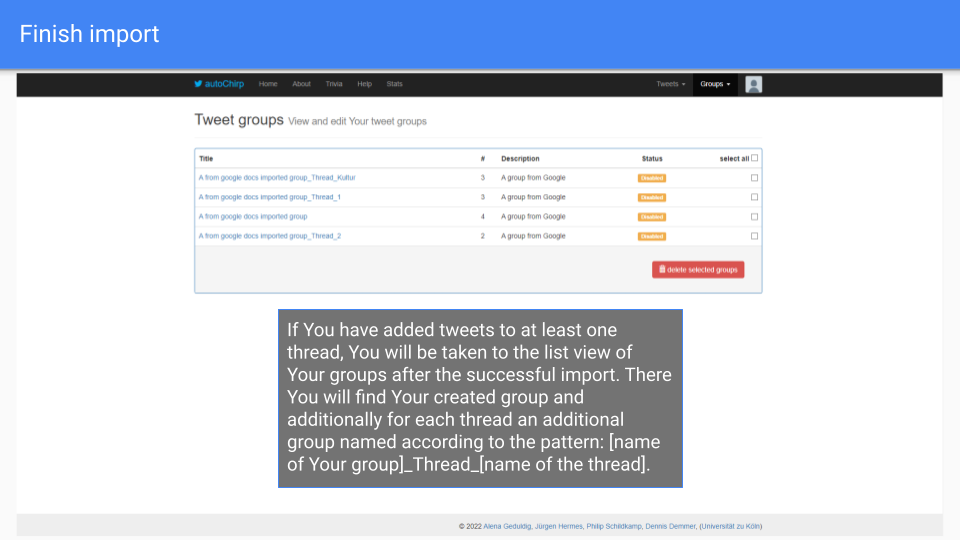 Finish import
autoChirp Home About Trivia Help Stats Tweets Groups
Tweet groups View and edit Your tweet groups
Title # Description Status select all
A from google docs imported group_Thread_Kultur 3 A group from Google Disabled
A from google docs imported group_Thread_1 3 A group from Google Disabled
A from google docs imported group 4 A group from Google Disabled
A from google docs imported group_Thread_2 2 A group from Google Disabled
delete selected groups
If You have added tweets to at least one
thread, You will be taken to the list view of
Your groups after the successful import. There
You will find Your created group and
additionally for each thread an additional
group named according to the pattern: [name
of Your group]_Thread_[name of the thread].
© 2022 Alena Geduldig, Jürgen Hermes, Philip Schildkamp, Dennis Demmer, (Universität zu Köln)